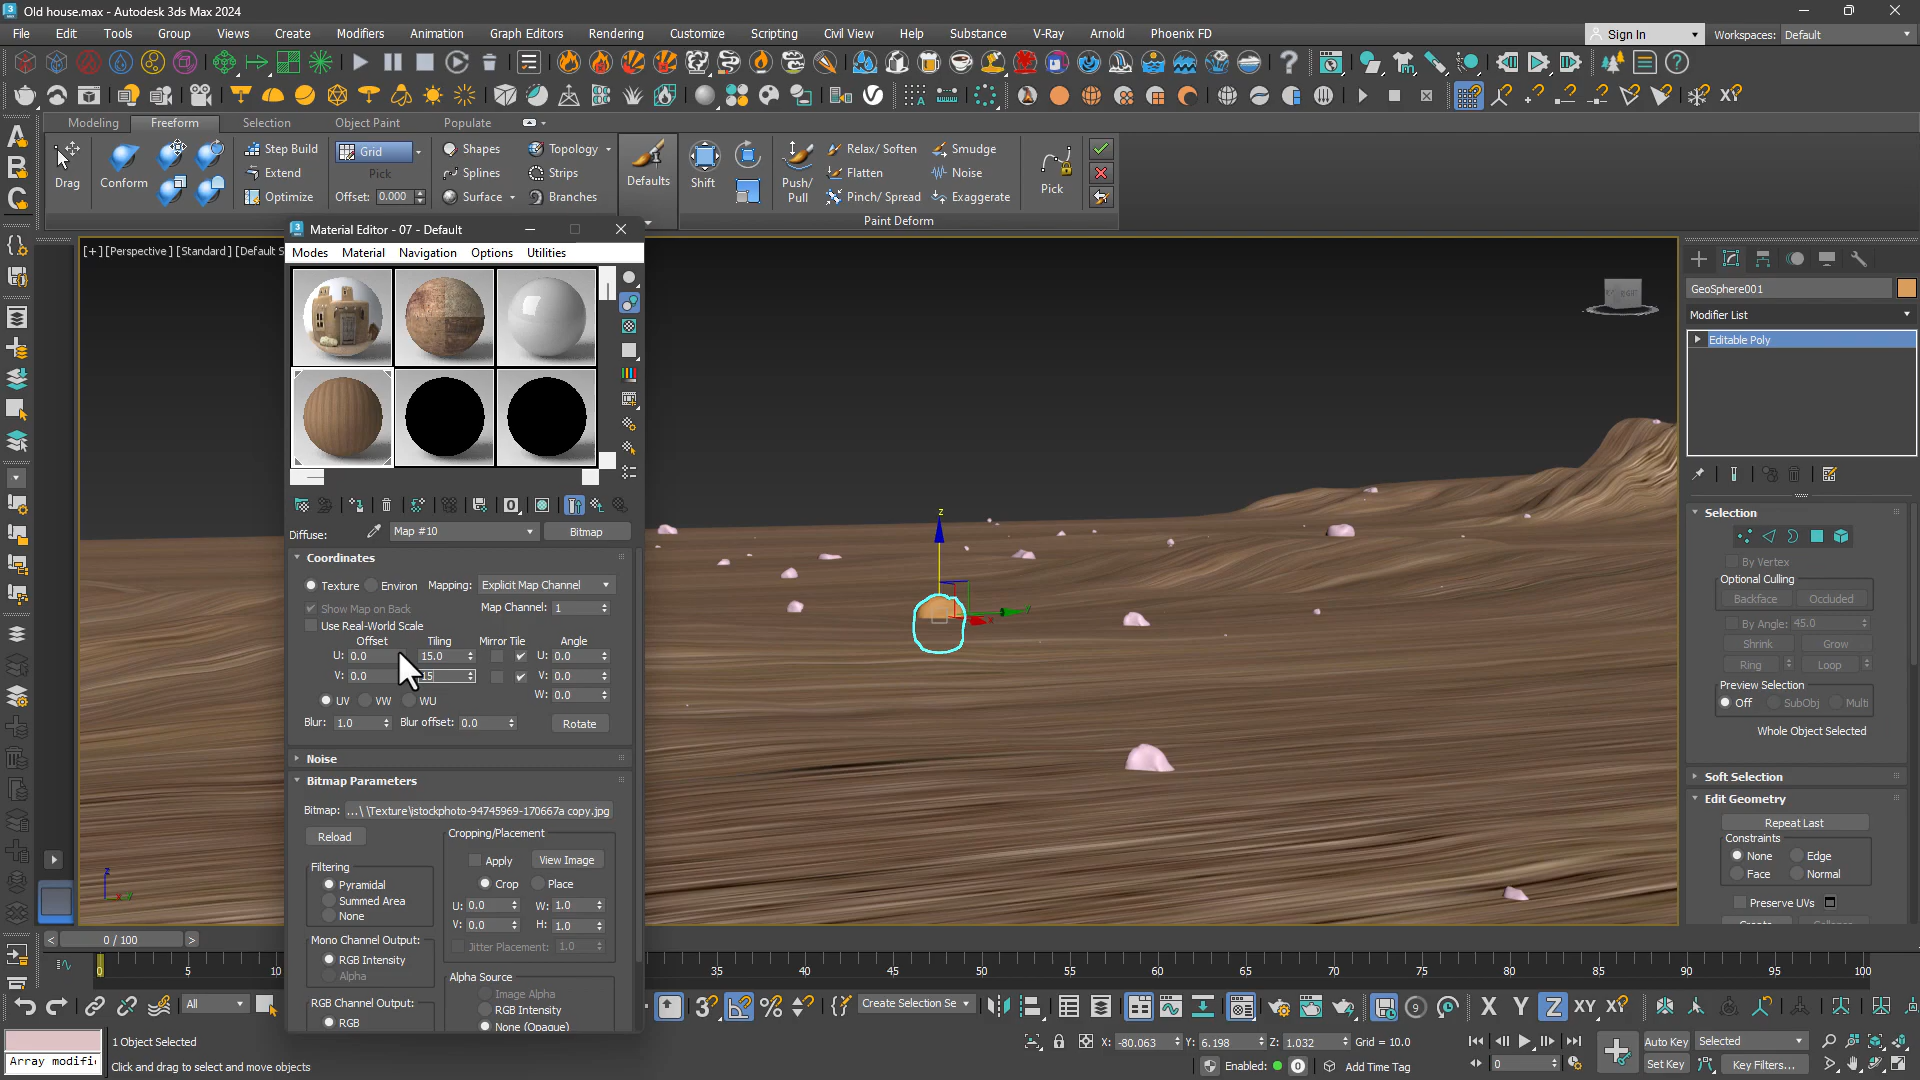 Old house.max - Autodesk 3ds Max 2024
File Edit Tools Group Views Create Modifiers Animation Graph Editors Rendering Customize Scripting Civil View Help Substance V-Ray Arnold Phoenix FD
Sign In Workspaces: Default
Modeling Freeform Selection Object Paint Populate
Drag Conform Step Build Grid Shapes Topology Defaults Shift Push/ Relax/ Soften Smudge Pick
Extend Pick Splines Strips Pull Flatten Noise
Optimize Offset: 0.000 Surface Branches Pinch/ Spread Exaggerate
Paint Deform
Material Editor - 07 - Default
Modes Material Navigation Options Utilities
[+] [Perspective] [Standard] [Default S
Diffuse: Map #10 Bitmap
Coordinates
Texture Environ Mapping: Explicit Map Channel
Show Map on Back Map Channel: 1
Use Real-World Scale
Offset Tiling Mirror Tile Angle
U: 0.0 15.0 U: 0.0
V: 0.0 15 V: 0.0
W: 0.0
UV VW WU
Blur: 1.0 Blur offset: 0.0 Rotate
Noise
Bitmap Parameters
Bitmap: ...\ \Texture\istockphoto-94745969-170667a copy.jpg
Reload Cropping/Placement
Apply View Image
Filtering
Pyramidal Crop Place
Summed Area U: 0.0 W: 1.0
None V: 0.0 H: 1.0
Mono Channel Output: Jitter Placement: 1.0
RGB Intensity
Alpha Alpha Source
Image Alpha
RGB Channel Output: RGB Intensity
RGB None (Opaque)
z
y
x
GeoSphere001
Modifier List
Editable Poly
Selection
By Vertex
Optional Culling
Backface Occluded
By Angle: 45.0
Shrink Grow
Ring Loop
Preview Selection
Off SubObj Multi
Whole Object Selected
Soft Selection
Edit Geometry
Repeat Last
Constraints
None Edge
Face Normal
Preserve UVs
0 / 100
0 5 10 35 40 45 50 55 60 65 70 75 80 85 90 95 100
All Create Selection Se X Y Z XY XY
1 Object Selected
Array modifi
Click and drag to select and move objects
X: -80.063 Y: 6.198 Z: 1.032 Grid = 10.0
Enabled: 0 Add Time Tag
Auto Key Selected
0 Set Key Key Filters...